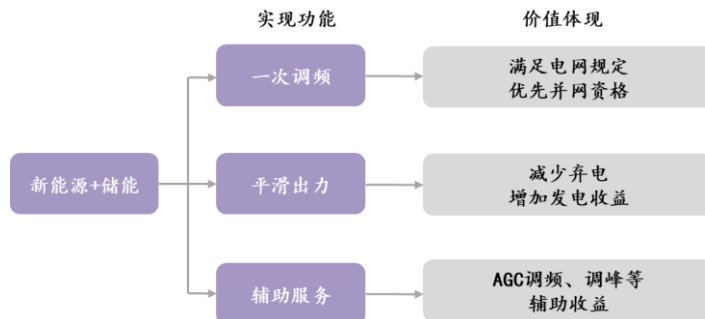 实现功能
价值体现
一次调频
满足电网规定
优先并网资格
新能源+储能
平滑出力
减少弃电
增加发电收益
辅助服务
AGC调频、调峰等
辅助收益